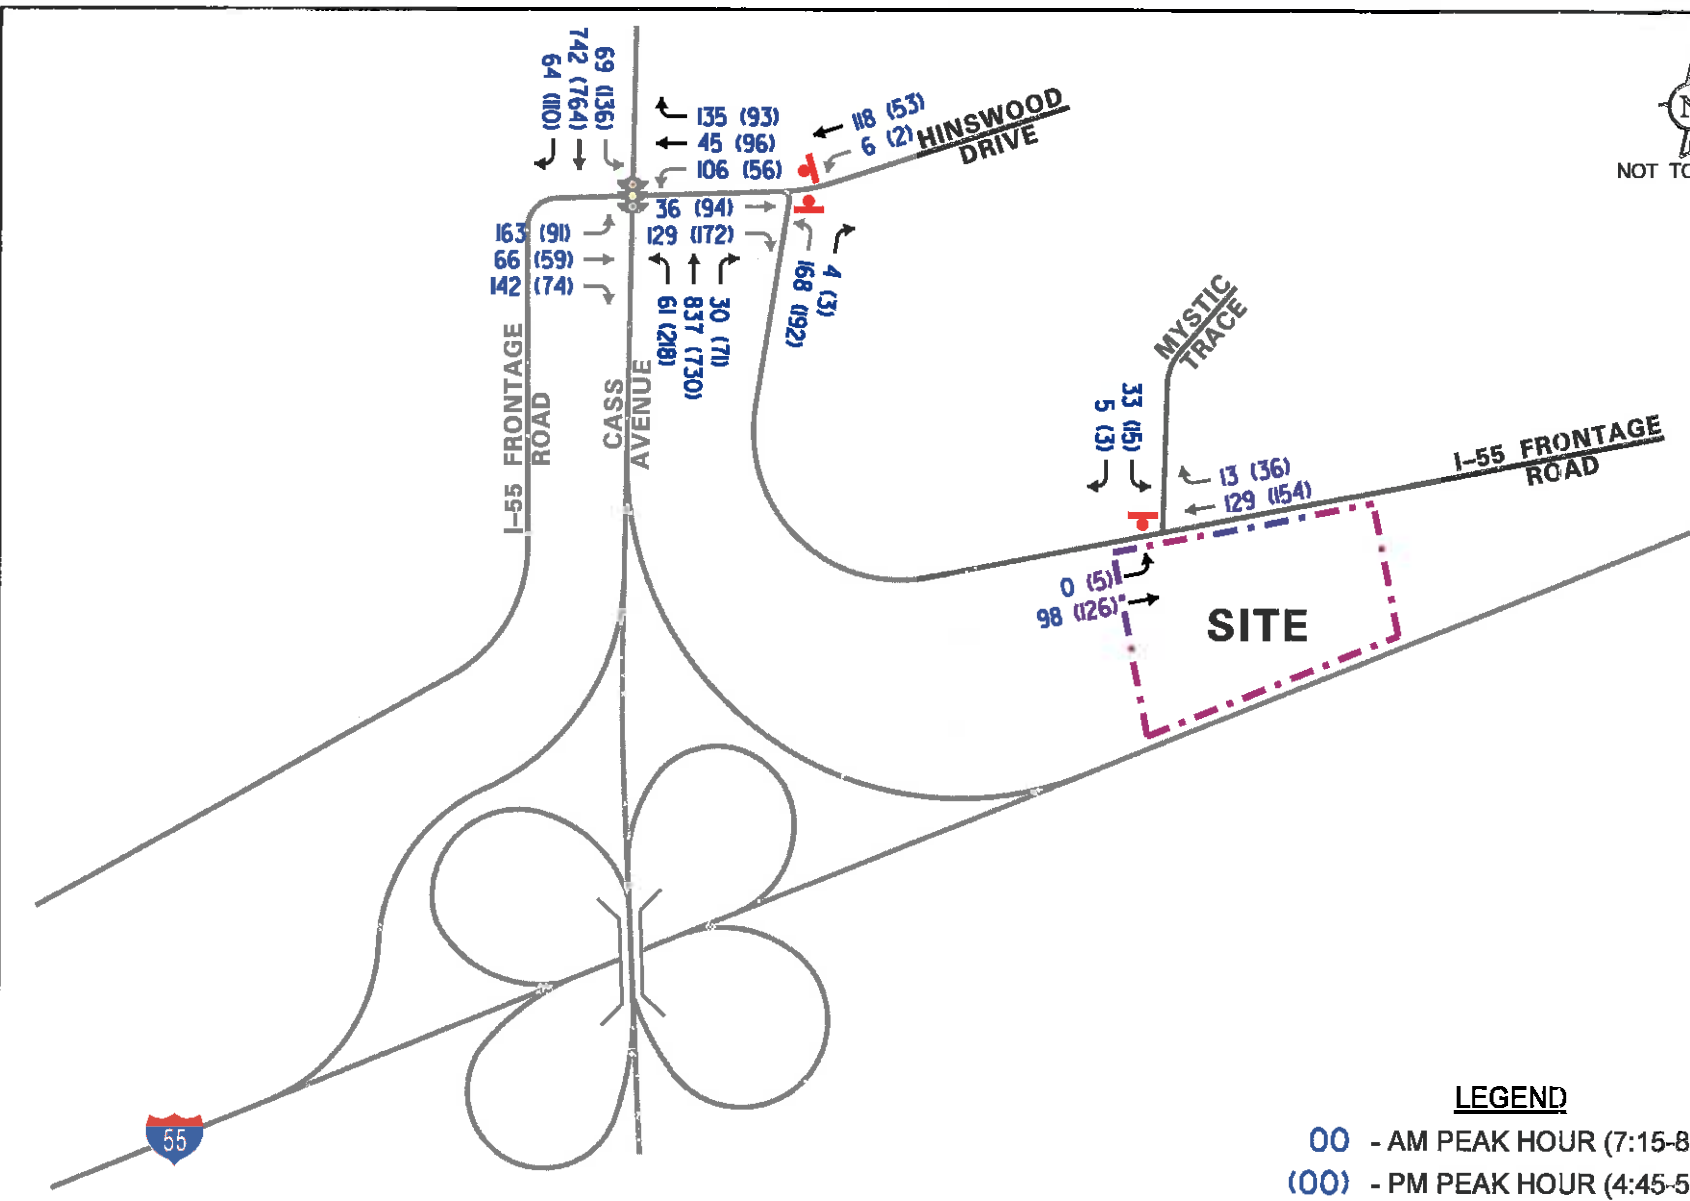 64 (110)
742 (764)
69 (136)
135 (93)
45 (96)
106 (56)
118 (53)
6 (2)
HINSWOOD
DRIVE
N
NOT TO
36 (94)
129 (172)
163 (91)
66 (59)
142 (74)
61 (218)
837 (730)
30 (71)
168 (192)
4 (3)
I-55 FRONTAGE
ROAD
CASS
AVENUE
MYSTIC
TRACE
5 (3)
33 (15)
13 (36)
129 (154)
I-55 FRONTAGE
ROAD
0 (5)
98 (126)
SITE
55
LEGEND
00 - AM PEAK HOUR (7:15-8
(00) - PM PEAK HOUR (4:45-5